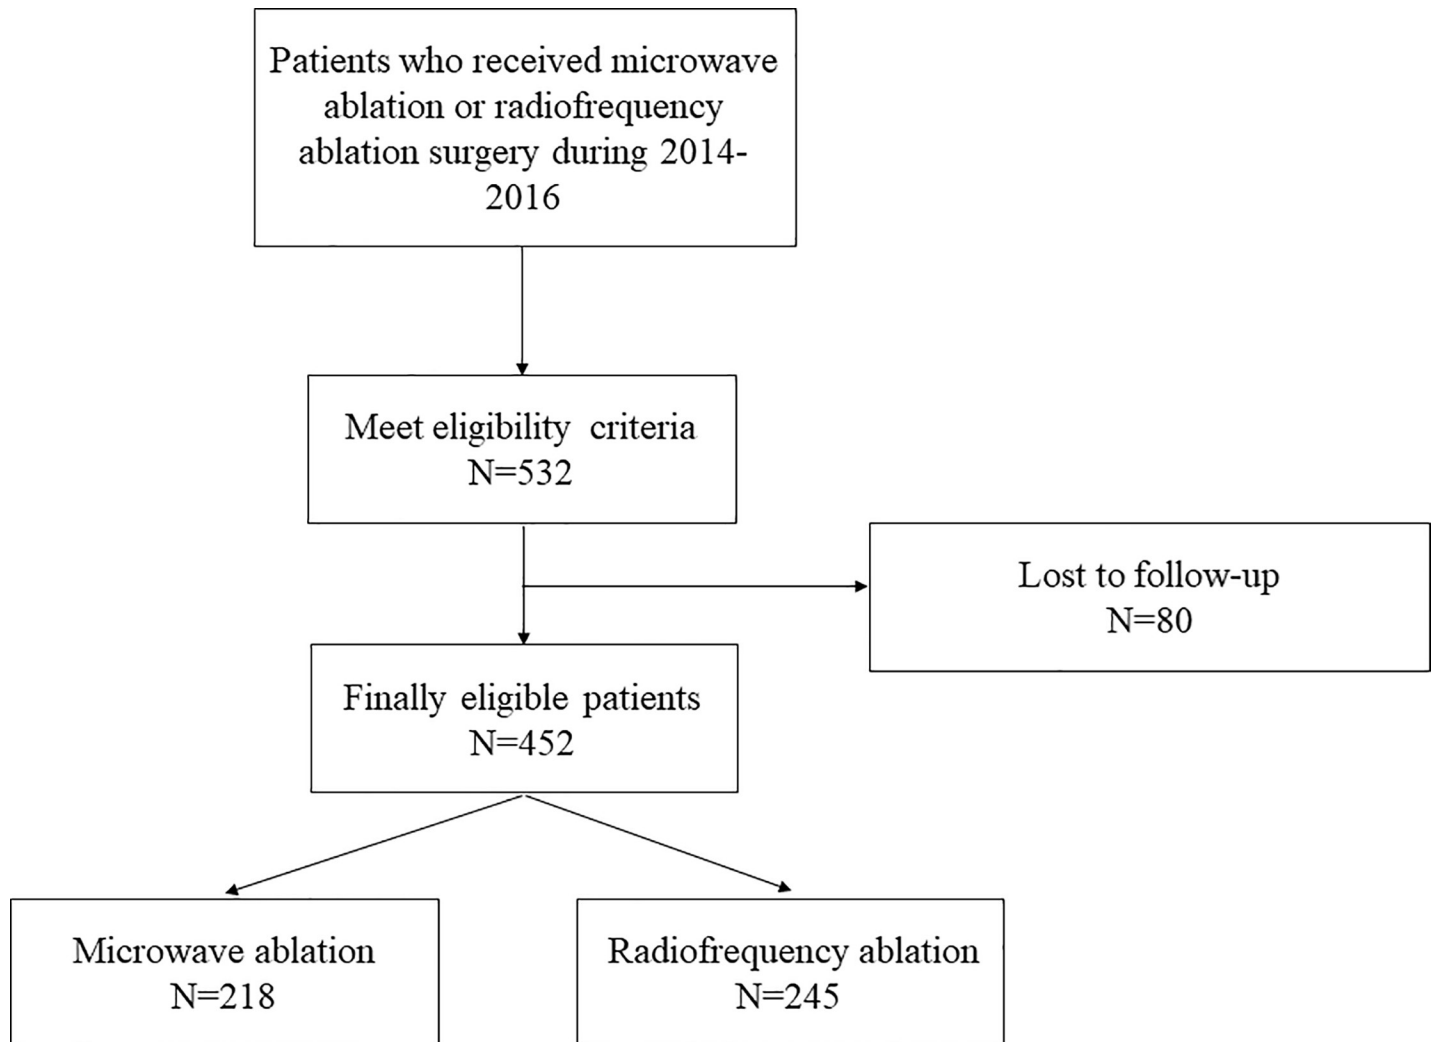 Patients who received microwave
ablation or radiofrequency
ablation surgery during 2014-
2016
Meet eligibility criteria
N=532
Lost to follow-up
N=80
Finally eligible patients
N=452
Microwave ablation
N=218
Radiofrequency ablation
N=245